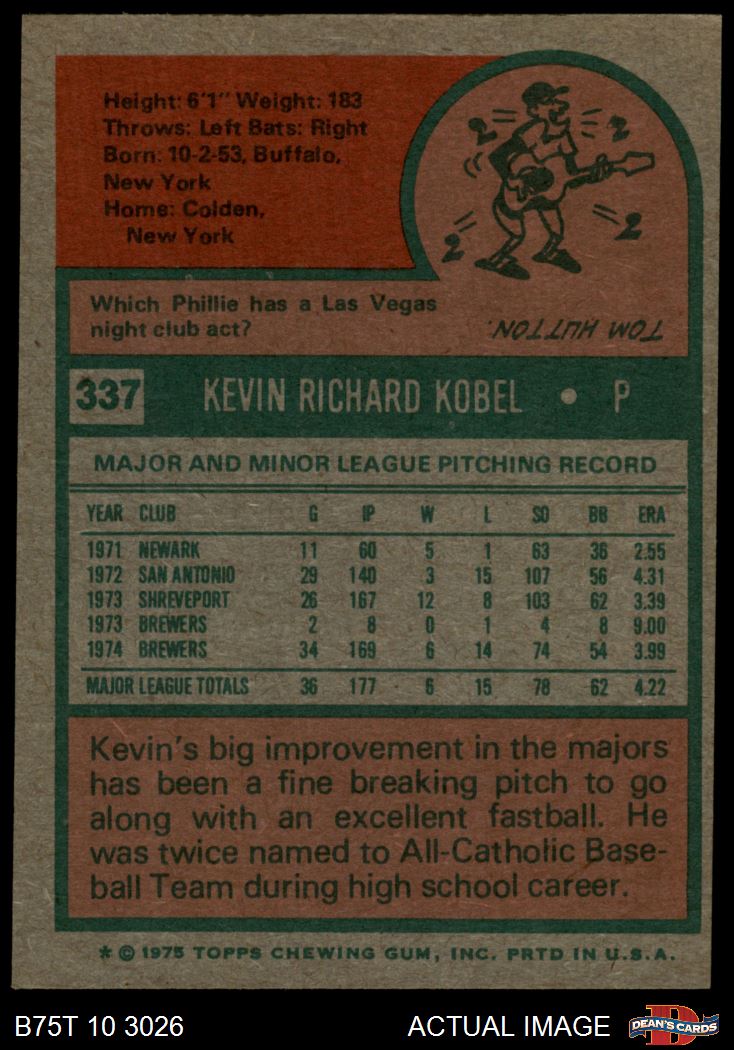 Height: 6'1" Weight: 183
Throws: Left Bats: Right
Born: 10-2-53, Buffalo,
New York
Home: Colden,
New York
2 2
2 2
Which Phillie has a Las Vegas
night club act?
TOM HUTTON.
337 KEVIN RICHARD KOBEL • P
MAJOR AND MINOR LEAGUE PITCHING RECORD
YEAR CLUB G IP W L SO BB ERA
1971 NEWARK 11 60 5 1 63 36 2.55
1972 SAN ANTONIO 29 140 3 15 107 56 4.31
1973 SHREVEPORT 26 167 12 8 103 62 3.39
1973 BREWERS 2 8 0 1 4 8 9.00
1974 BREWERS 34 169 6 14 74 54 3.99
MAJOR LEAGUE TOTALS 36 177 6 15 78 62 4.22
Kevin's big improvement in the majors
has been a fine breaking pitch to go
along with an excellent fastball. He
was twice named to All-Catholic Base-
ball Team during high school career.
* © 1975 TOPPS CHEWING GUM, INC. PRTD IN U.S.A.
B75T 10 3026 ACTUAL IMAGE D DEAN'S CARDS